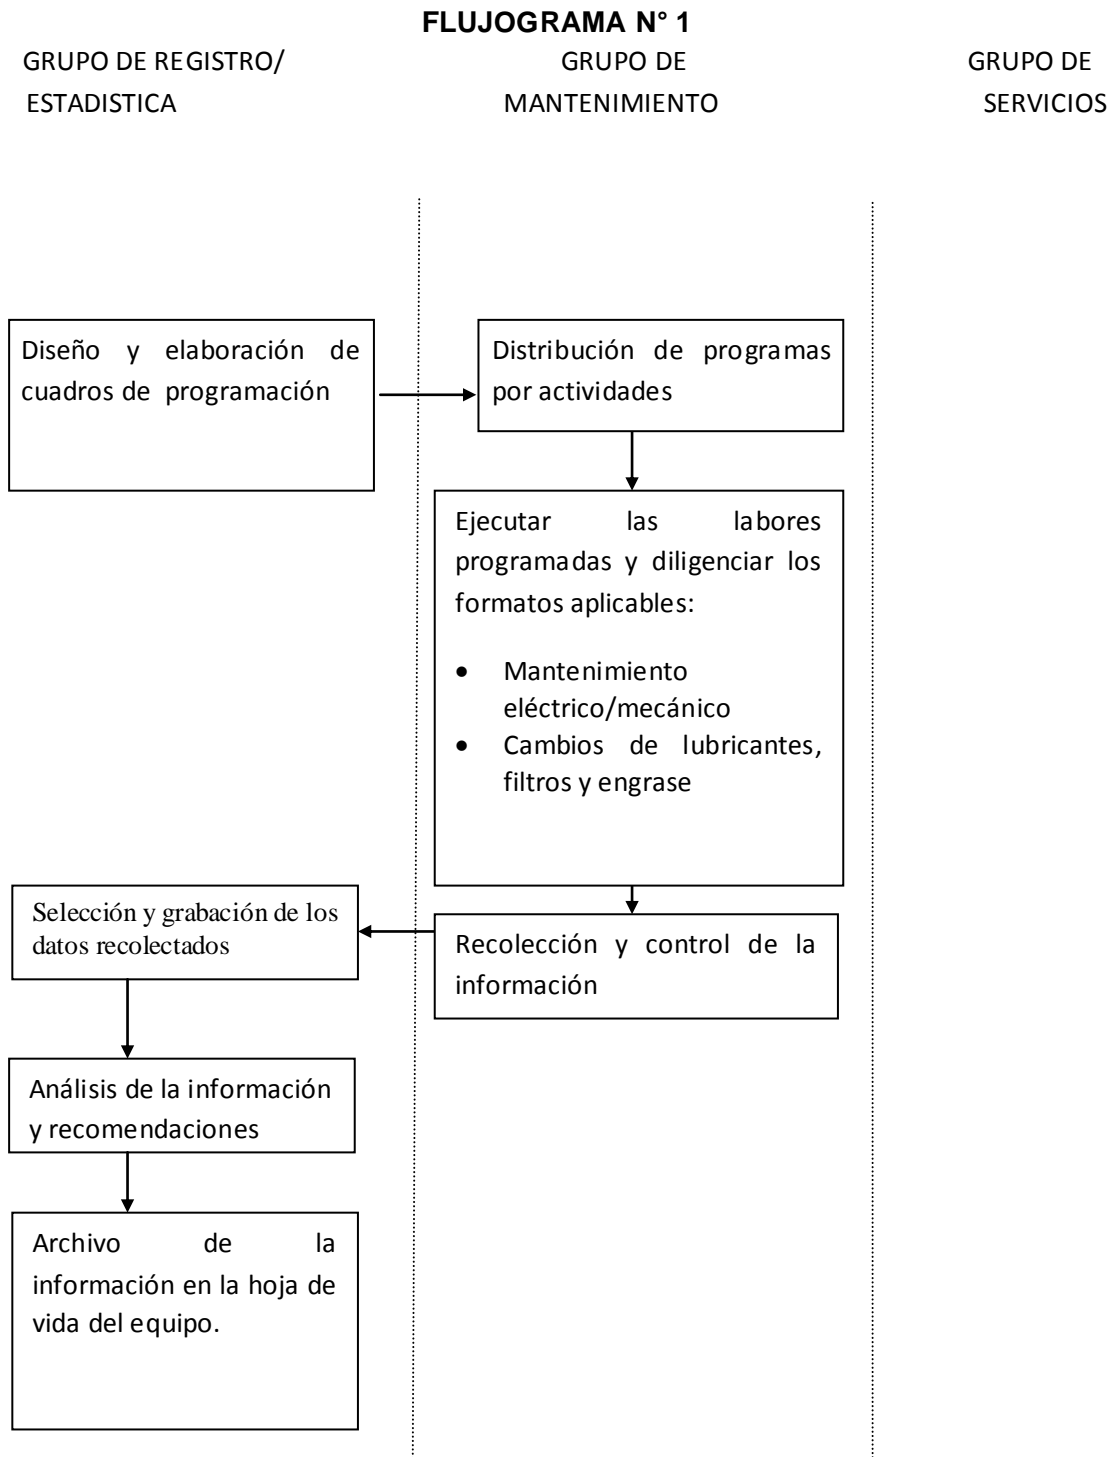 FLUJOGRAMA N° 1
GRUPO DE REGISTRO/
ESTADISTICA
GRUPO DE
MANTENIMIENTO
GRUPO DE
SERVICIOS
Diseño y elaboración de
cuadros de programación
Distribución de programas
por actividades
Ejecutar las labores
programadas y diligenciar los
formatos aplicables:
• Mantenimiento
eléctrico/mecánico
• Cambios de lubricantes,
filtros y engrase
Recolección y control de la
información
Selección y grabación de los
datos recolectados
Análisis de la información
y recomendaciones
Archivo de la
información en la hoja de
vida del equipo.